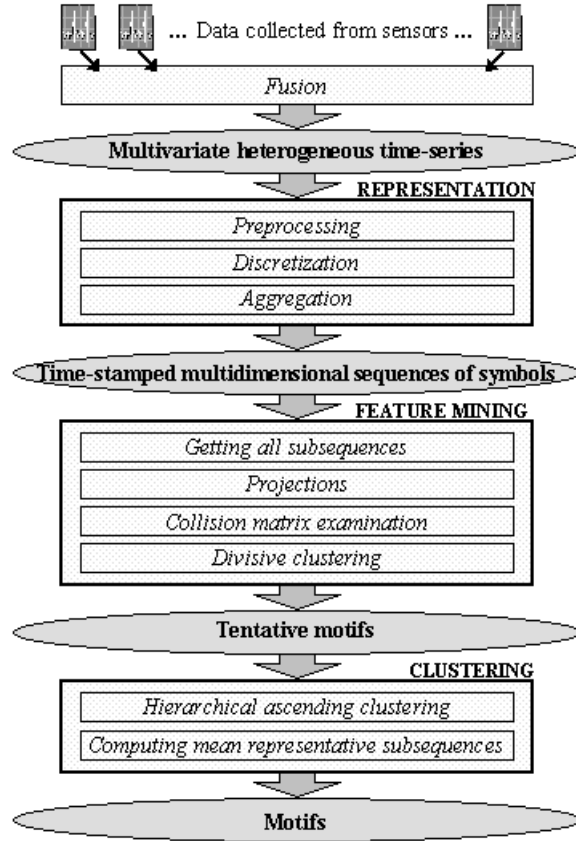 ... Data collected from sensors ...
Fusion
Multivariate heterogeneous time-series
REPRESENTATION
Preprocessing
Discretization
Aggregation
Time-stamped multidimensional sequences of symbols
FEATURE MINING
Getting all subsequences
Projections
Collision matrix examination
Divisive clustering
Tentative motifs
CLUSTERING
Hierarchical ascending clustering
Computing mean representative subsequences
Motifs